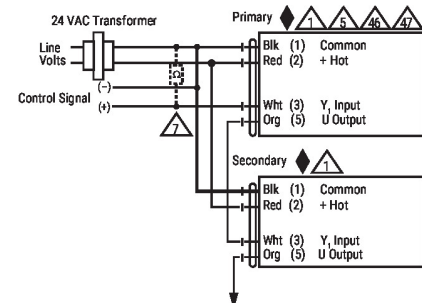 24 VAC Transformer
Primary 1 5 46 47
Line
Volts
Blk (1) Common
Red (2) + Hot
Ω
(–)
Control Signal
(+)
Wht (3) Y1 Input
Org (5) U Output
7
Secondary 1
Blk (1) Common
Red (2) + Hot
Wht (3) Y1 Input
Org (5) U Output